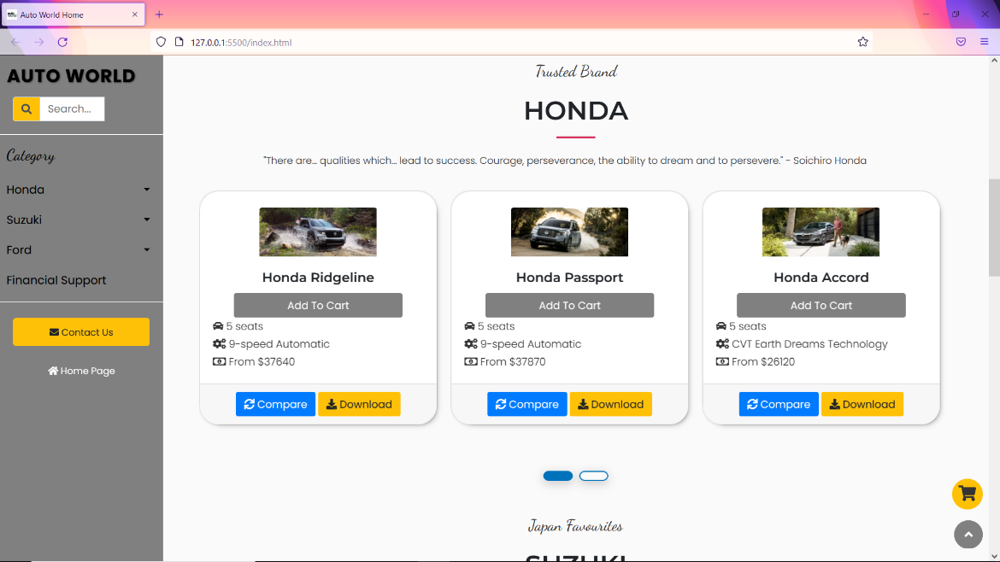 Auto World Home
127.0.0.1:5500/index.html
AUTO WORLD
Search...
Category
Honda
Suzuki
Ford
Financial Support
Contact Us
Home Page
Trusted Brand
HONDA
"There are... qualities which... lead to success. Courage, perseverance, the ability to dream and to persevere." - Soichiro Honda
Honda Ridgeline
Add To Cart
5 seats
9-speed Automatic
From $37640
Compare Download
Honda Passport
Add To Cart
5 seats
9-speed Automatic
From $37870
Compare Download
Honda Accord
Add To Cart
5 seats
CVT Earth Dreams Technology
From $26120
Compare Download
Japan Favourites
SUZUKI